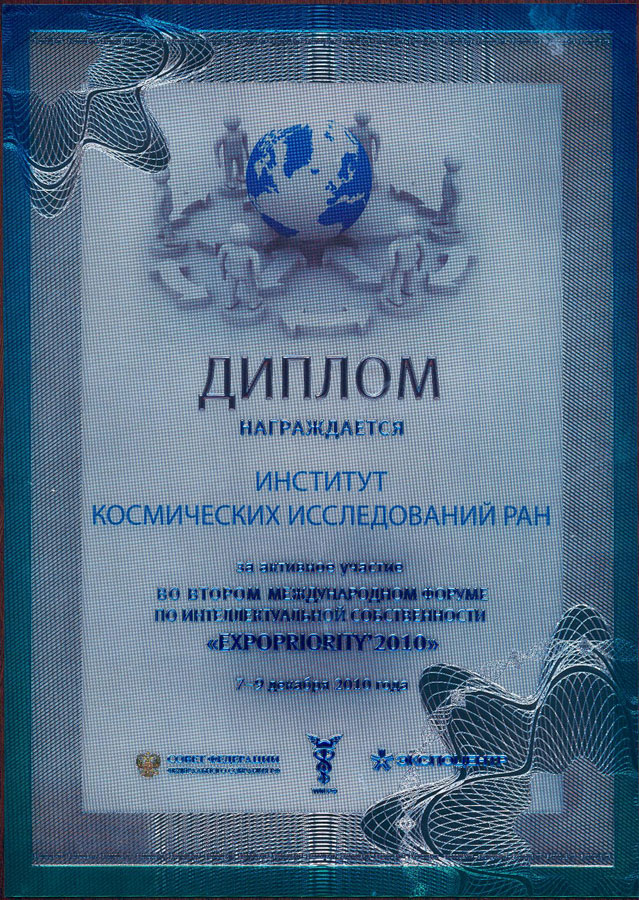 ДИПЛОМ
НАГРАЖДАЕТСЯ
ИНСТИТУТ
КОСМИЧЕСКИХ ИССЛЕДОВАНИЙ РАН
за активное участие
ВО ВТОРОМ МЕЖДУНАРОДНОМ ФОРУМЕ
ПО ИНТЕЛЛЕКТУАЛЬНОЙ СОБСТВЕННОСТИ
«EXPOPRIORITY'2010»
7-9 декабря 2010 года
СОВЕТ ФЕДЕРАЦИИ
ЭКСПОЦЕНТР